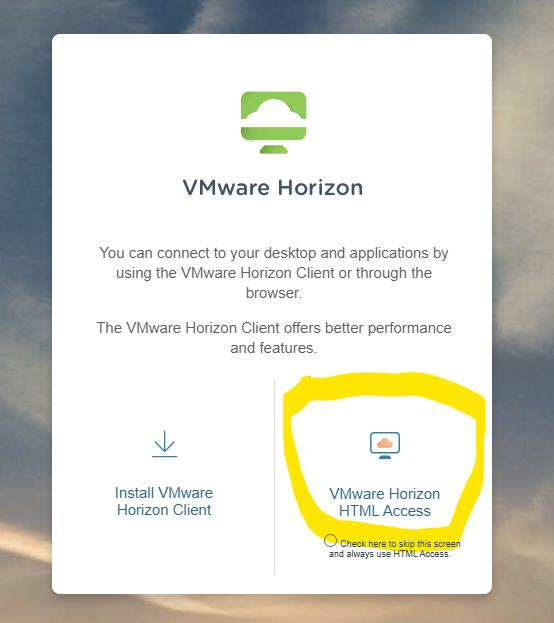 VMware Horizon
You can connect to your desktop and applications by
using the VMware Horizon Client or through the
browser.
The VMware Horizon Client offers better performance
and features.
Install VMware
Horizon Client
VMware Horizon
HTML Access
Check here to skip this screen
and always use HTML Access.